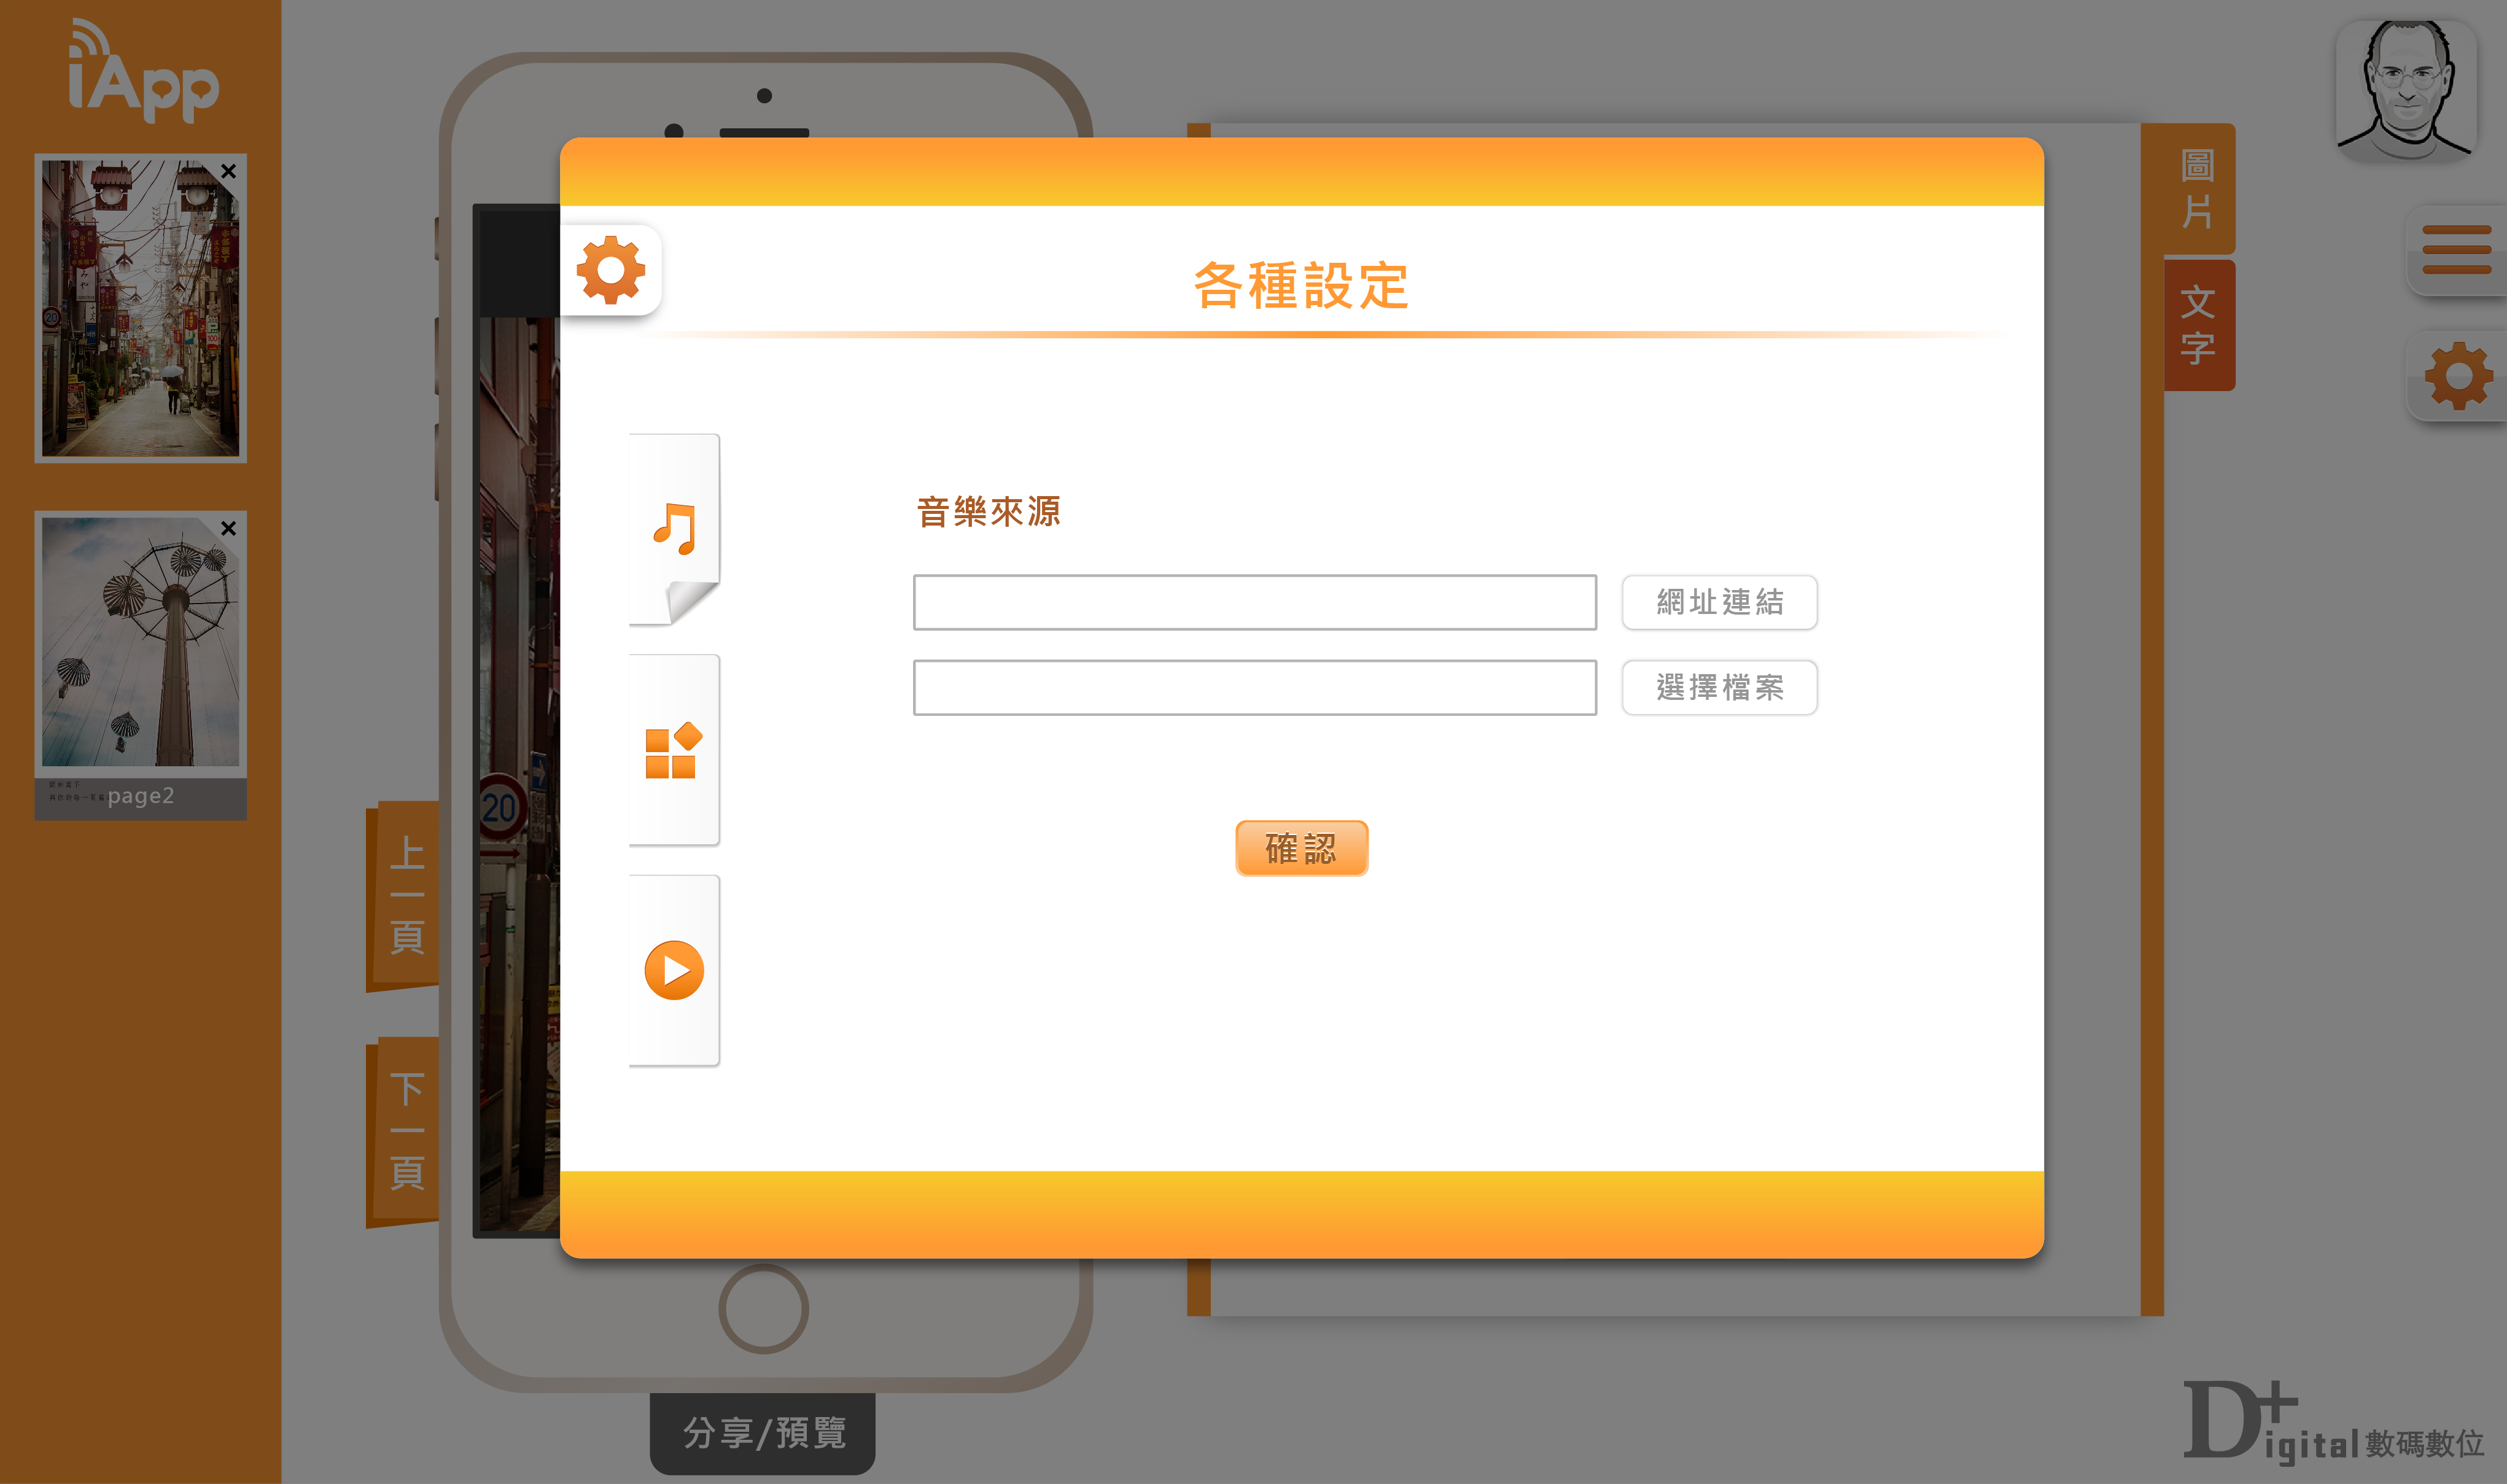 iApp
page2
上一頁
下一頁
20
各種設定
音樂來源
網址連結
選擇檔案
確認
圖片
文字
分享/預覽
D+igital 數碼數位